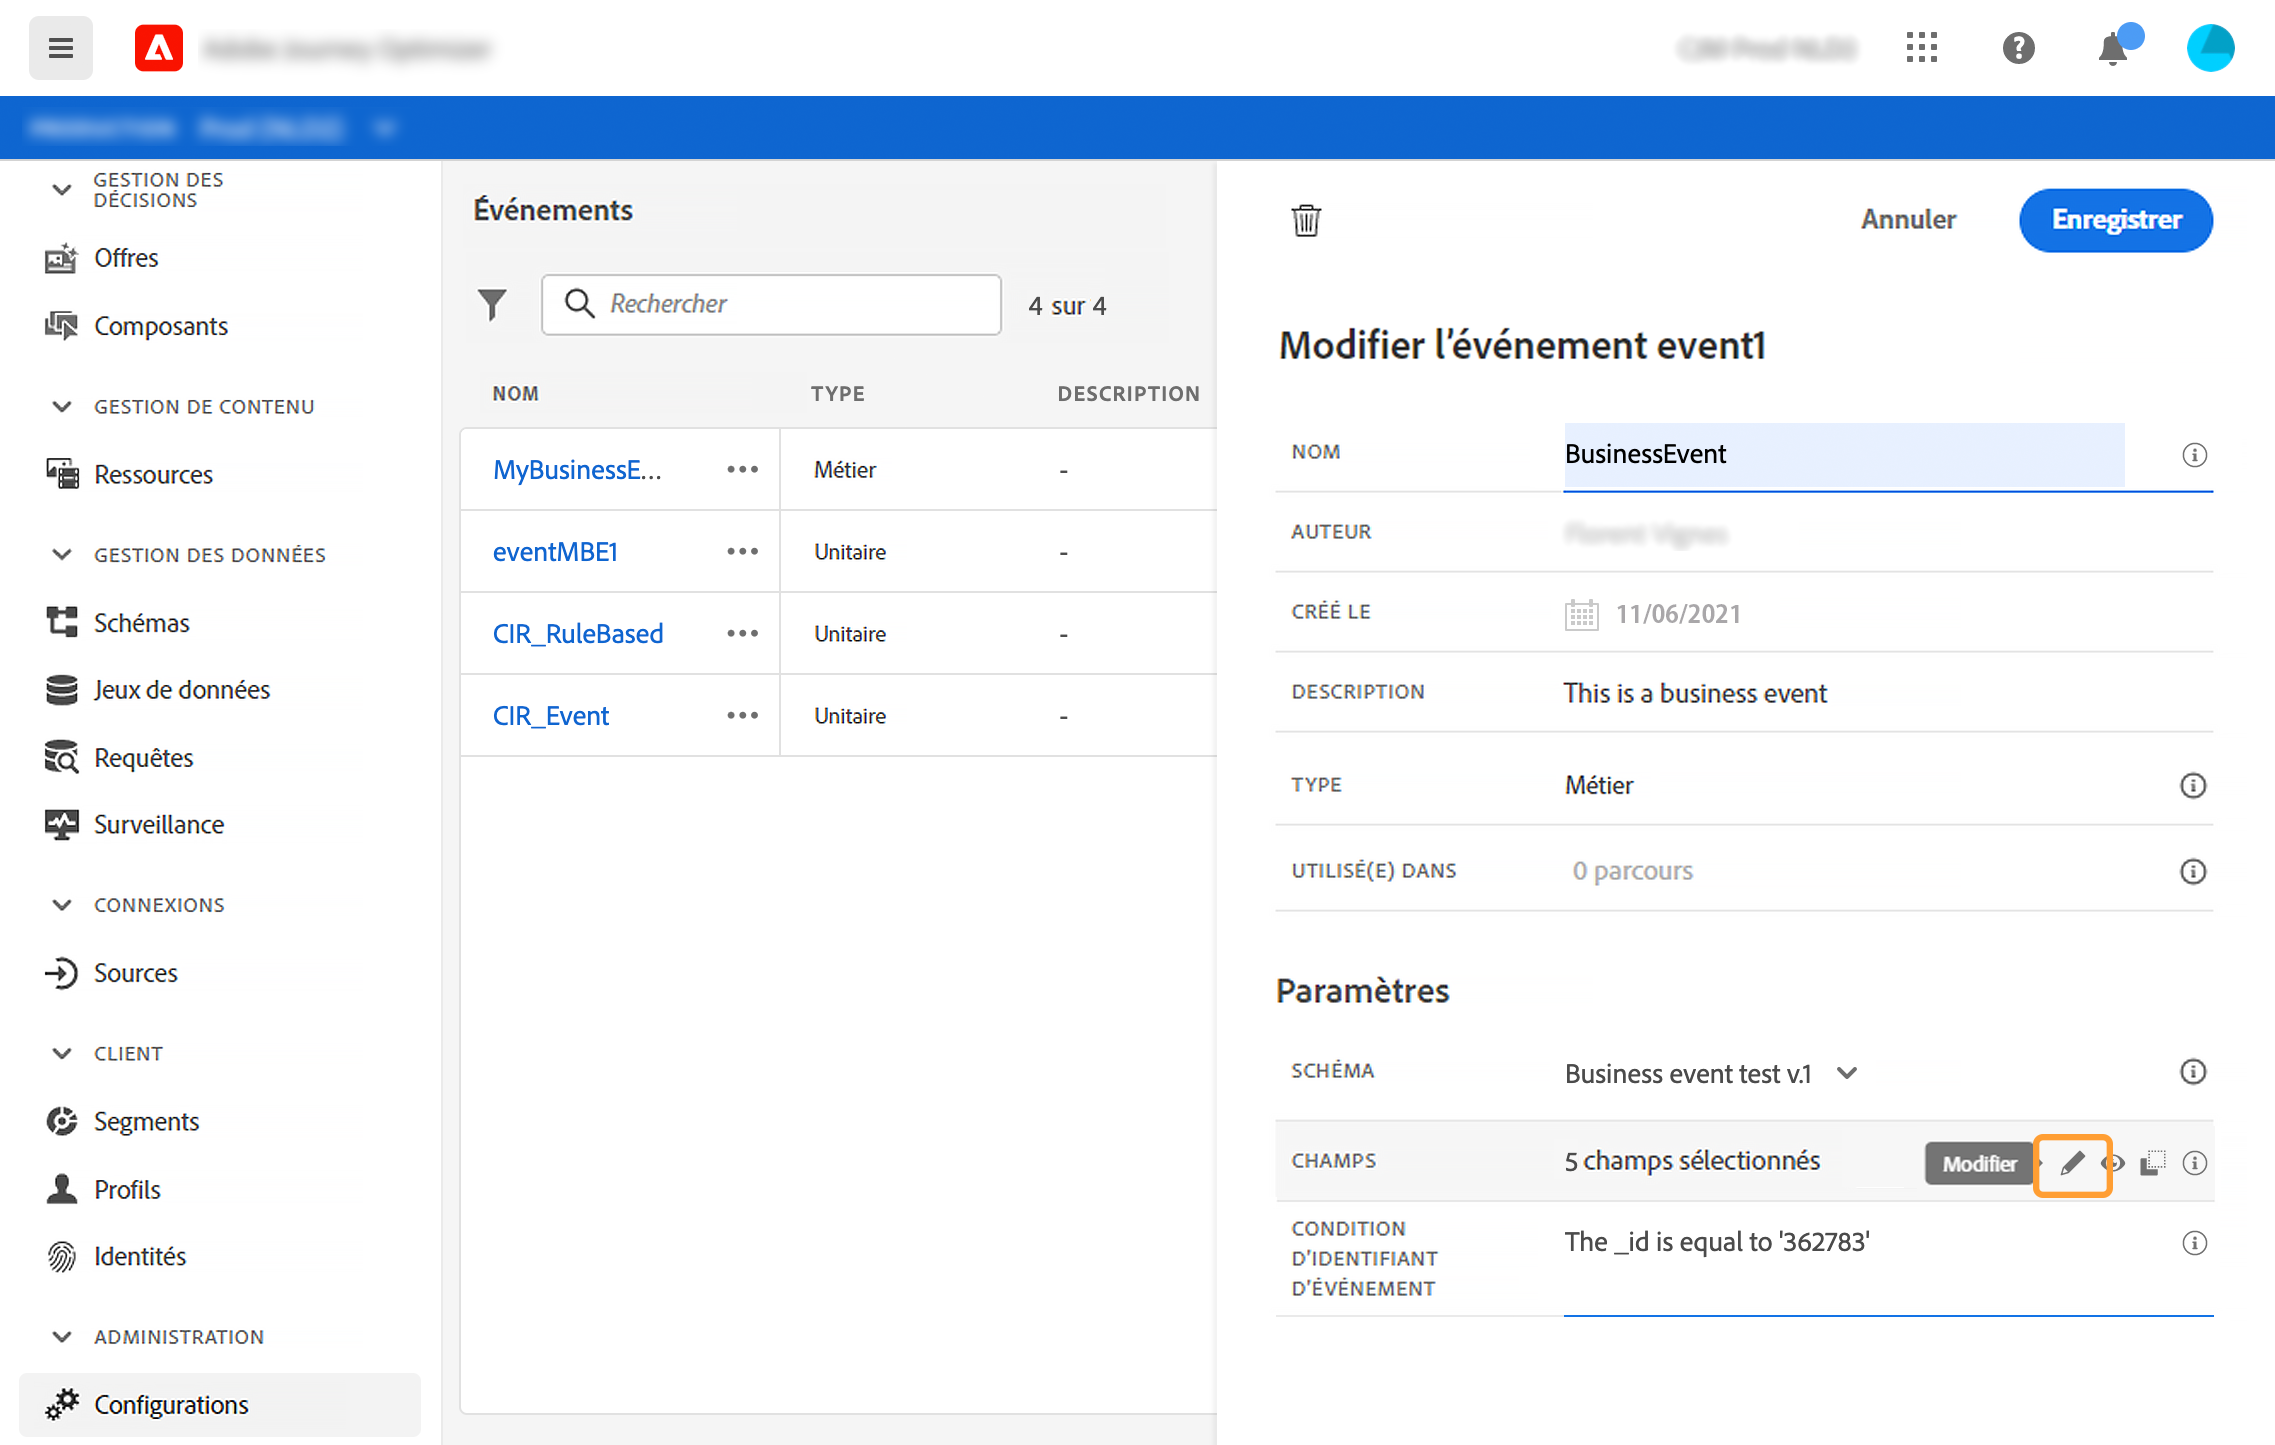 GESTION DES
DÉCISIONS
Offres
Composants
GESTION DE CONTENU
Ressources
GESTION DES DONNÉES
Schémas
Jeux de données
Requêtes
Surveillance
CONNEXIONS
Sources
CLIENT
Segments
Profils
Identités
ADMINISTRATION
Configurations
Événements
Rechercher
4 sur 4
NOM TYPE DESCRIPTION
MyBusinessE... ••• Métier -
eventMBE1 ••• Unitaire -
CIR_RuleBased ••• Unitaire -
CIR_Event ••• Unitaire -
Annuler Enregistrer
Modifier l'événement event1
NOM BusinessEvent
AUTEUR
CRÉÉ LE 11/06/2021
DESCRIPTION This is a business event
TYPE Métier
UTILISÉ(E) DANS 0 parcours
Paramètres
SCHÉMA Business event test v.1
CHAMPS 5 champs sélectionnés Modifier
CONDITION
D'IDENTIFIANT
D'ÉVÉNEMENT
The _id is equal to '362783'